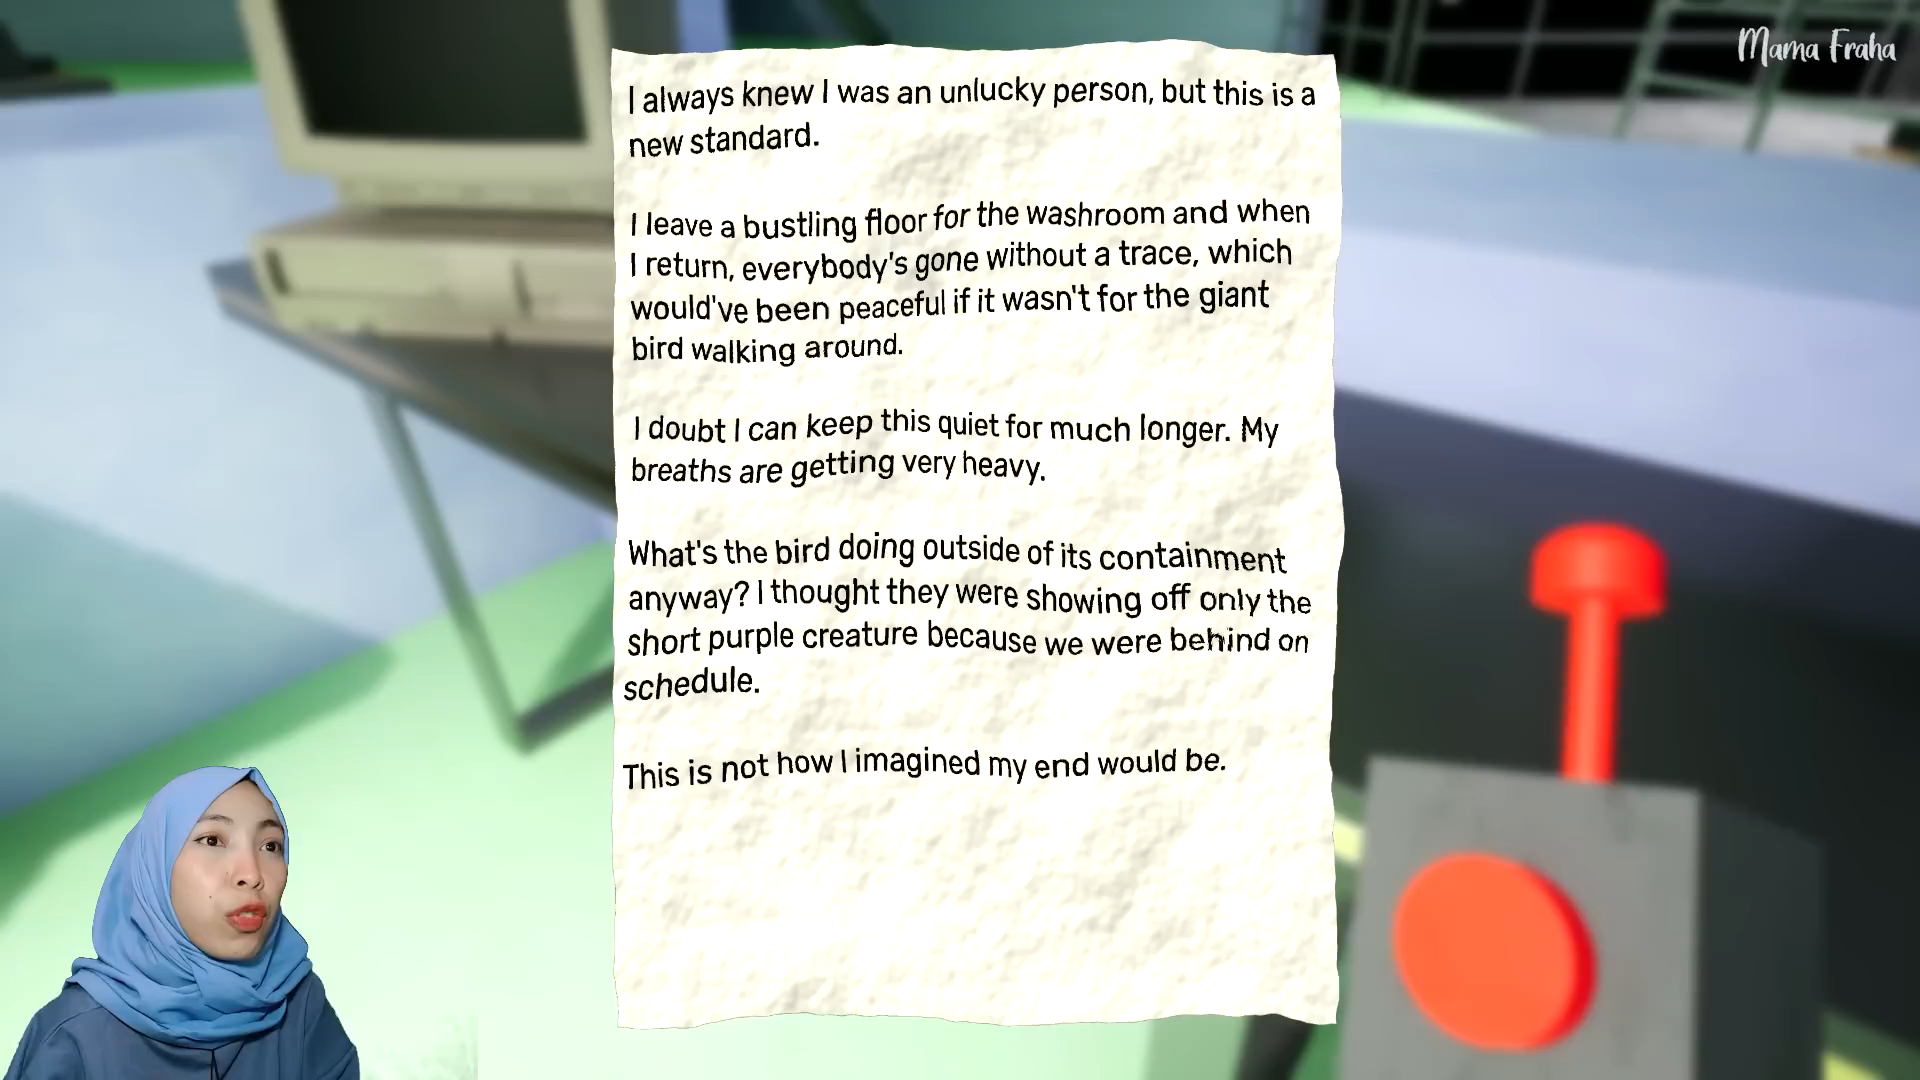 Mama Fraha
I always knew I was an unlucky person, but this is a
new standard.
I leave a bustling floor for the washroom and when
I return, everybody's gone without a trace, which
would've been peaceful if it wasn't for the giant
bird walking around.
I doubt I can keep this quiet for much longer. My
breaths are getting very heavy.
What's the bird doing outside of its containment
anyway? I thought they were showing off only the
short purple creature because we were behind on
schedule.
This is not how I imagined my end would be.